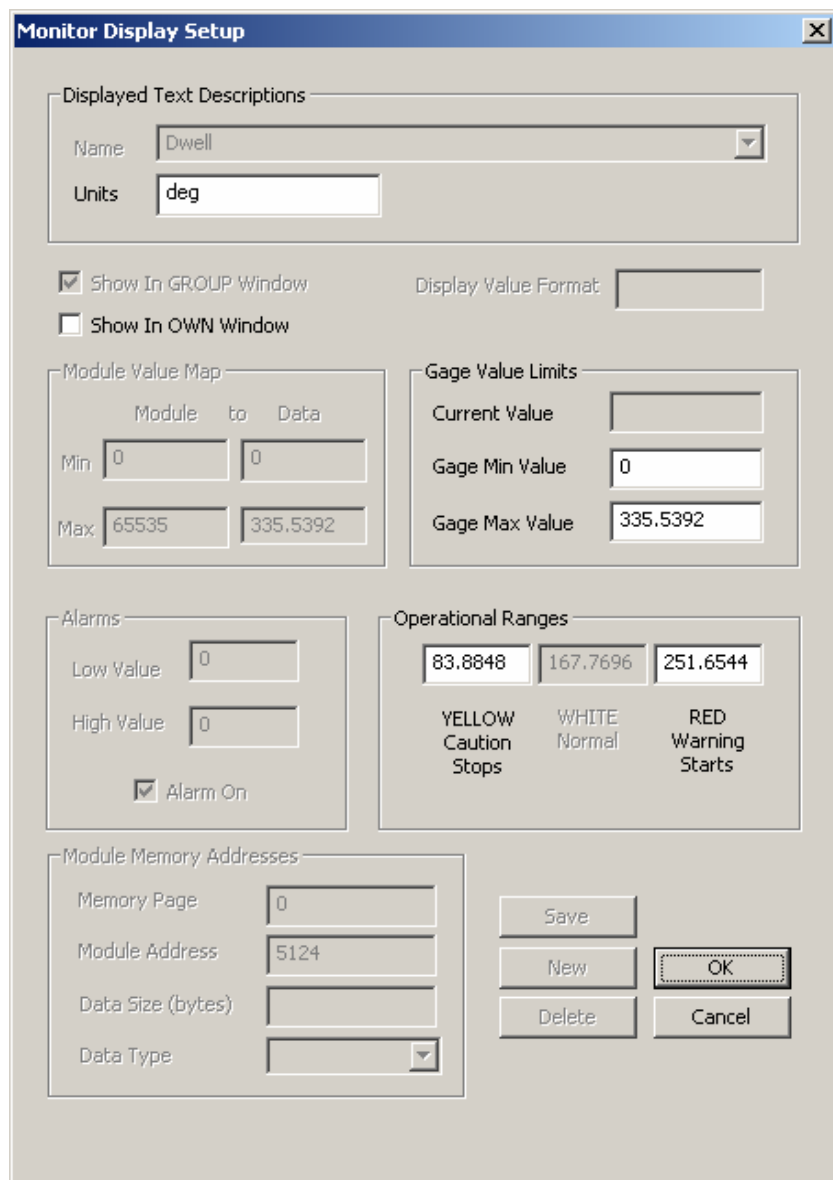 Monitor Display Setup
Displayed Text Descriptions
Name Dwell
Units deg
Show In GROUP Window Display Value Format
Show In OWN Window
Module Value Map
Module to Data
Min 0 0
Max 65535 335.5392
Gage Value Limits
Current Value
Gage Min Value 0
Gage Max Value 335.5392
Alarms
Low Value 0
High Value 0
Alarm On
Operational Ranges
83.8848 167.7696 251.6544
YELLOW WHITE RED
Caution Normal Warning
Stops Starts
Module Memory Addresses
Memory Page 0
Module Address 5124
Data Size (bytes)
Data Type
Save
New OK
Delete Cancel